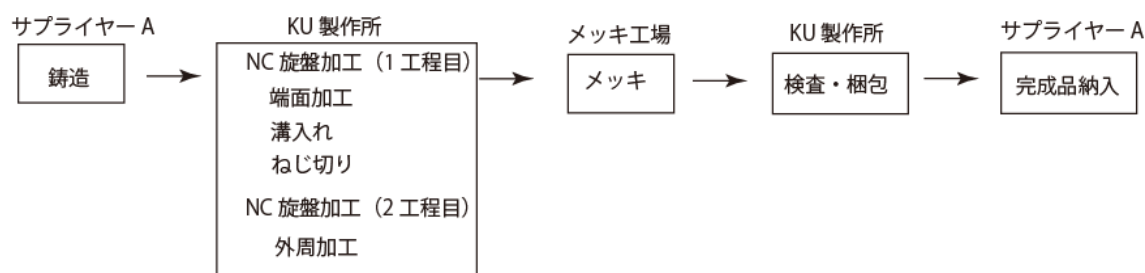 サプライヤー A
鋳造
KU 製作所
NC 旋盤加工（1 工程目）
端面加工
溝入れ
ねじ切り
NC 旋盤加工（2 工程目）
外周加工
メッキ工場
メッキ
KU 製作所
検査・梱包
サプライヤー A
完成品納入